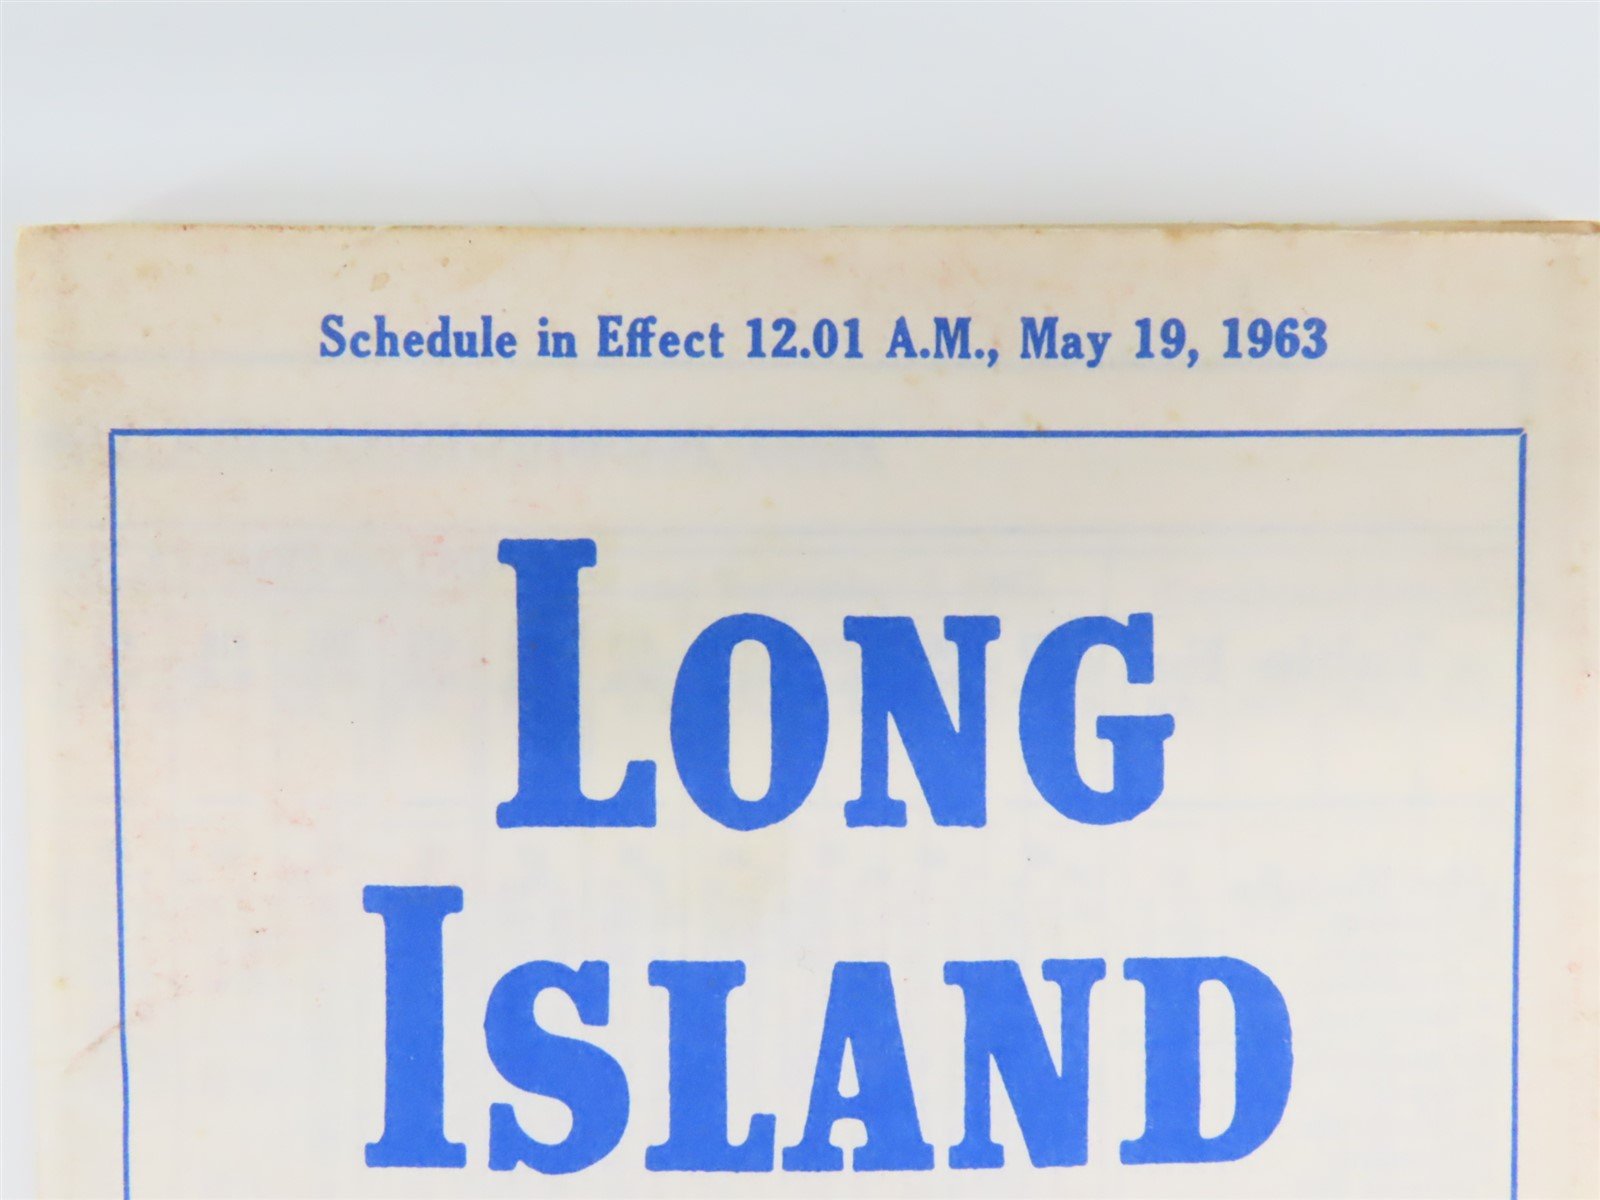 Schedule in Effect 12.01 A.M., May 19, 1963
LONG
ISLAND